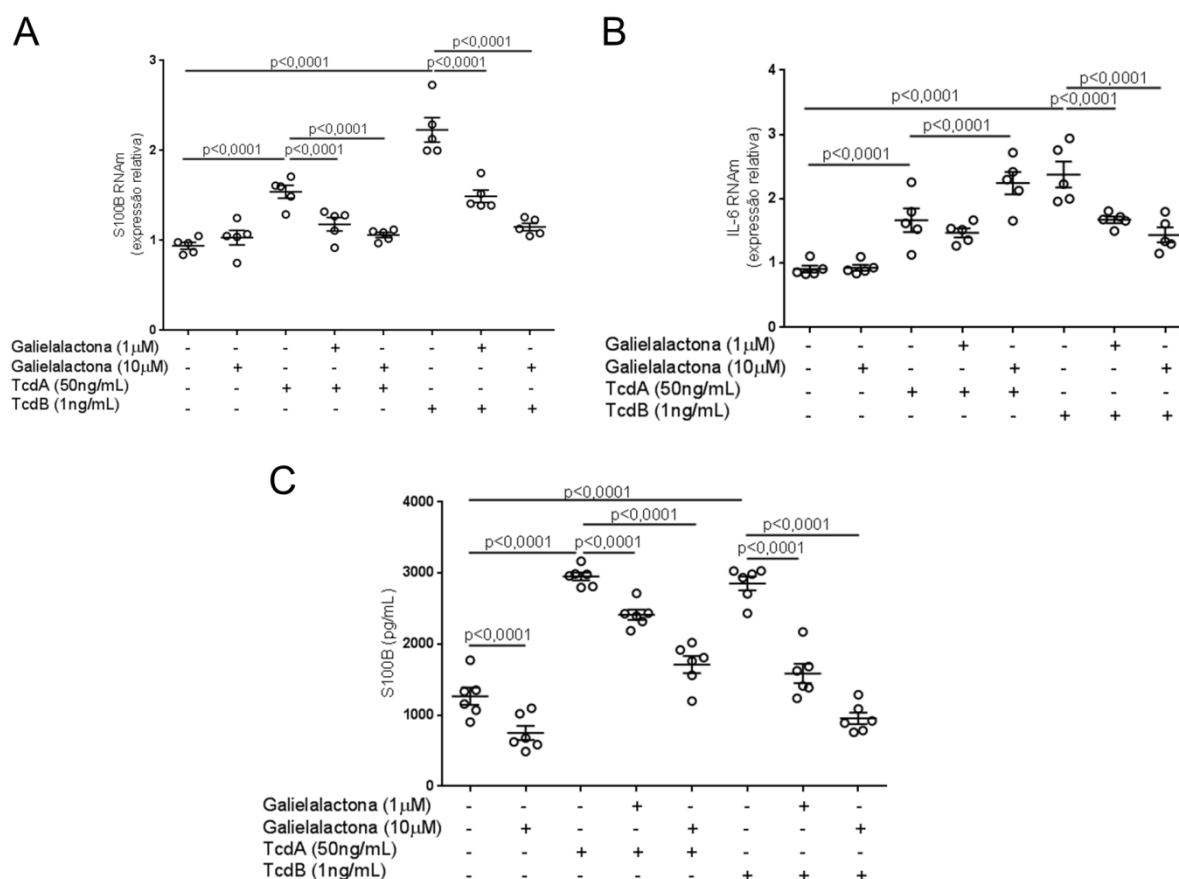 A
p<0,0001
p<0,0001 p<0,0001
p<0,0001
p<0,0001 p<0,0001
S100B RNAm
(expressão relativa)
3
2
1
0
Galielalactona (1μM) - - - + - - + -
Galielalactona (10μM) - + - - + - - +
TcdA (50ng/mL) - - + + + - - -
TcdB (1ng/mL) - - - - - + + +
B
p<0,0001
p<0,0001 p<0,0001
p<0,0001
p<0,0001
IL-6 RNAm
(expressão relativa)
4
3
2
1
0
Galielalactona (1μM) - - - + - - + -
Galielalactona (10μM) - + - - + - - +
TcdA (50ng/mL) - - + + + - - -
TcdB (1ng/mL) - - - - - + + +
C
p<0,0001
p<0,0001 p<0,0001
p<0,0001 p<0,0001 p<0,0001
p<0,0001
S100B (pg/mL)
4000
3000
2000
1000
0
Galielalactona (1μM) - - - + - - + -
Galielalactona (10μM) - + - - + - - +
TcdA (50ng/mL) - - + + + - - -
TcdB (1ng/mL) - - - - - + + +